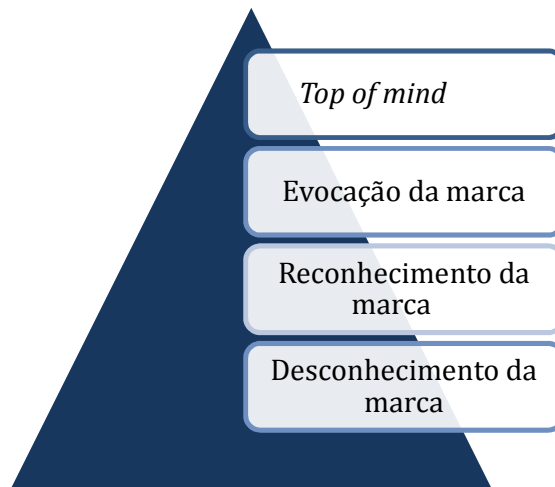 Top of mind
Evocação da marca
Reconhecimento da
marca
Desconhecimento da
marca